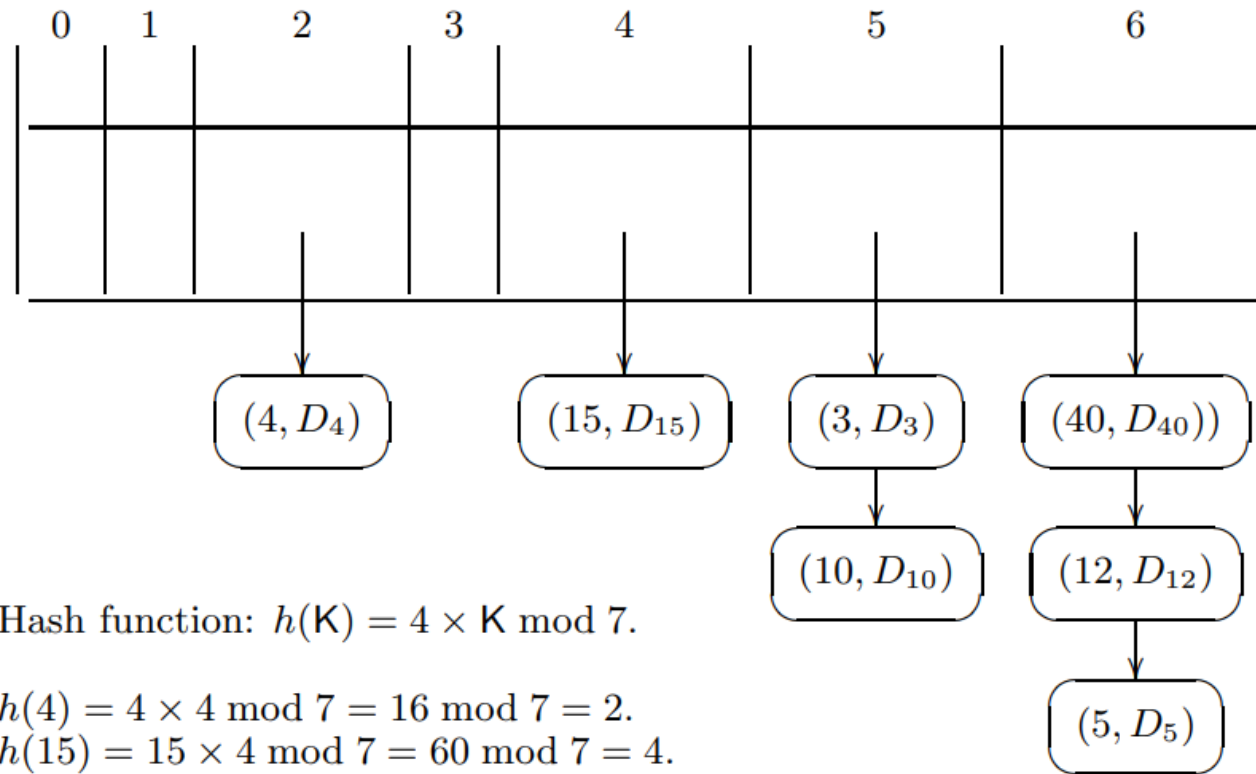 0 1 2 3 4 5 6
(4, D₄) (15, D₁₅) (3, D₃) (40, D₄₀))
(10, D₁₀) (12, D₁₂)
Hash function: h(K) = 4 × K mod 7.
h(4) = 4 × 4 mod 7 = 16 mod 7 = 2.
(5, D₅)
h(15) = 15 × 4 mod 7 = 60 mod 7 = 4.